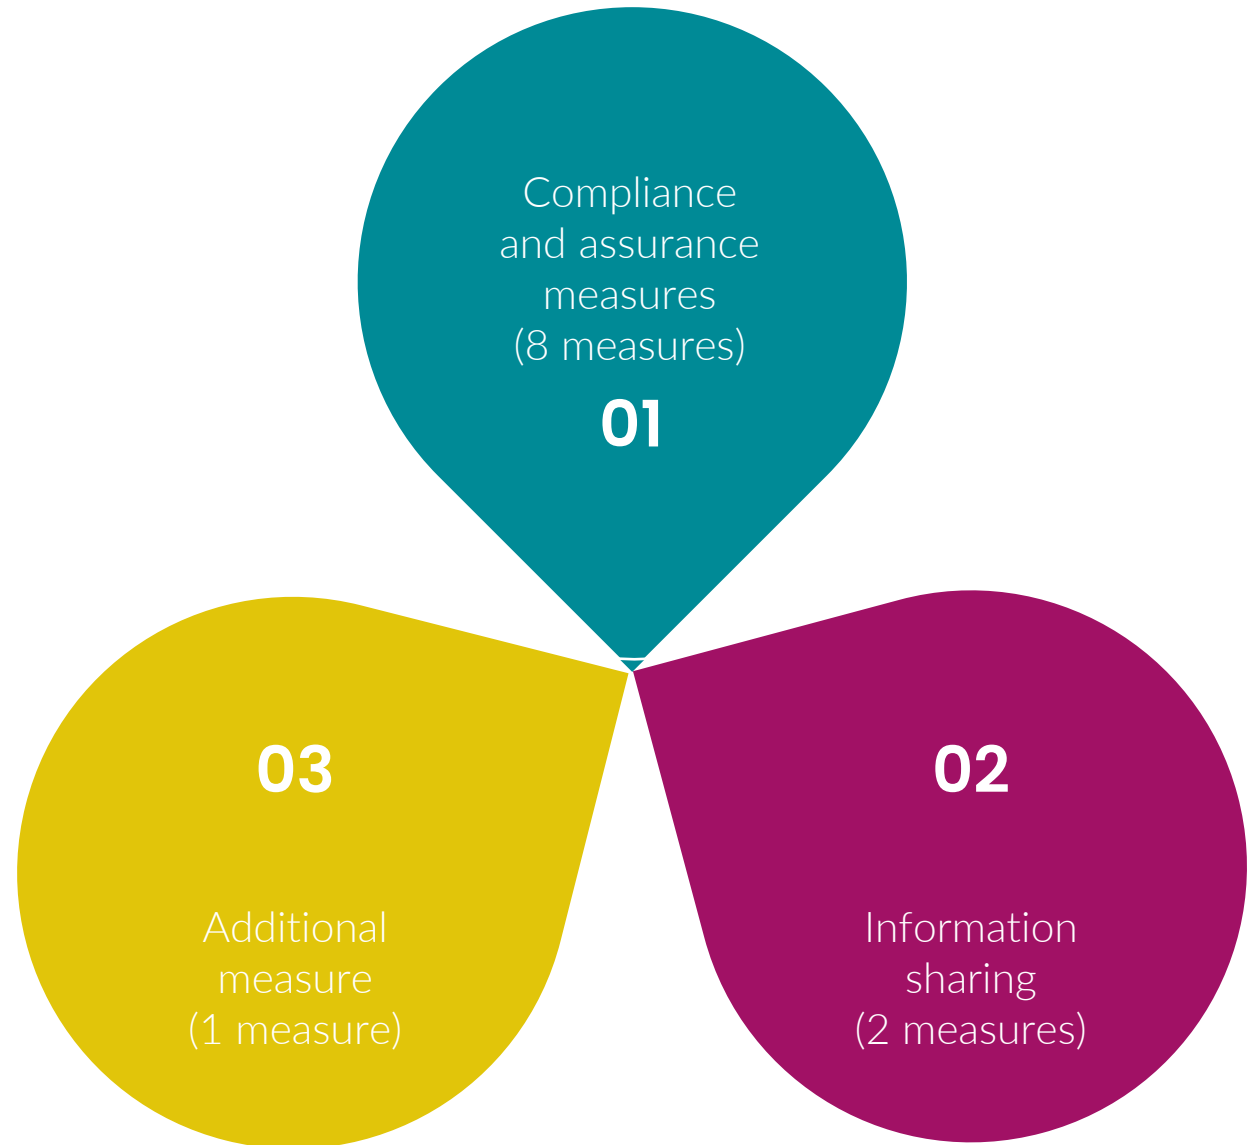 Compliance
and assurance
measures
(8 measures)
01
02
Information
sharing
(2 measures)
03
Additional
measure
(1 measure)